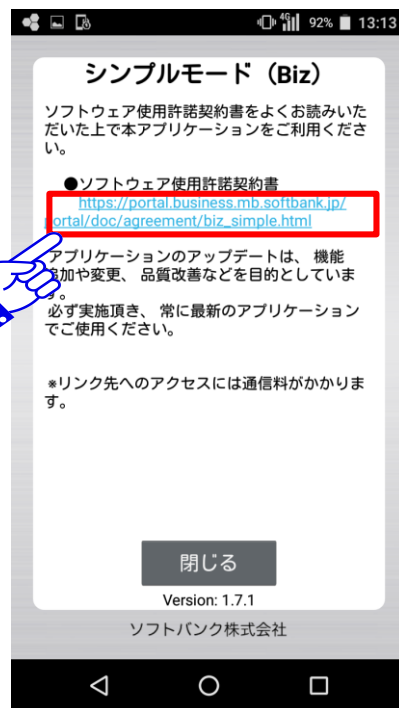 4G 92% 13:13
シンプルモード（Biz）
ソフトウェア使用許諾契約書をよくお読みいた
だいた上で本アプリケーションをご利用くださ
い。
●ソフトウェア使用許諾契約書
https://portal.business.mb.softbank.jp/
portal/doc/agreement/biz_simple.html
アプリケーションのアップデートは、機能
追加や変更、品質改善などを目的としていま
す。
必ず実施頂き、常に最新のアプリケーション
でご使用ください。
※リンク先へのアクセスには通信料がかかりま
す。
閉じる
Version: 1.7.1
ソフトバンク株式会社